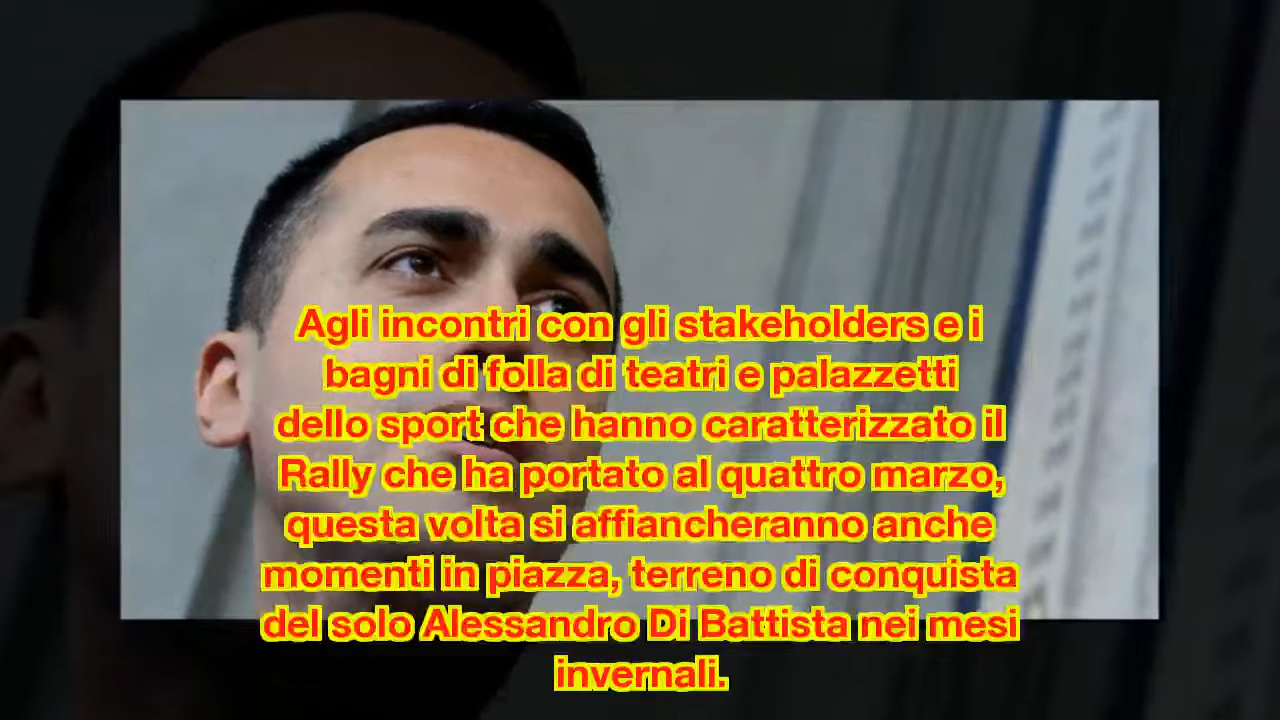 Agli incontri con gli stakeholders e i
bagni di folla di teatri e palazzetti
dello sport che hanno caratterizzato il
Rally che ha portato al quattro marzo,
questa volta si affiancheranno anche
momenti in piazza, terreno di conquista
del solo Alessandro Di Battista nei mesi
invernali.